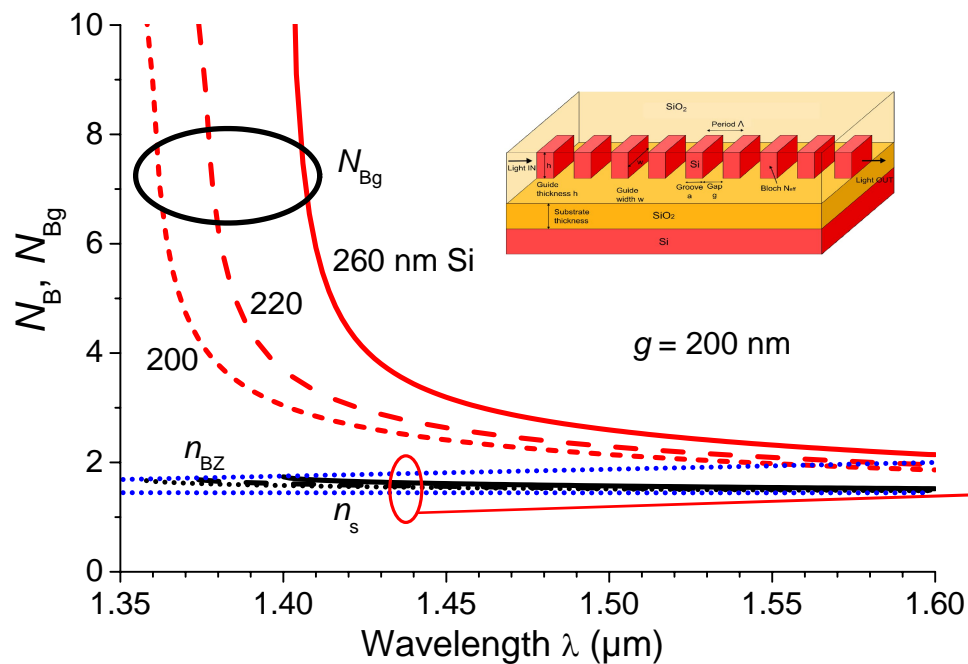 10
8
6
4
2
0
N_B, N_Bg
N_Bg
260 nm Si
220
200
g = 200 nm
n_BZ
n_s
1.35 1.40 1.45 1.50 1.55 1.60
Wavelength λ (µm)
SiO₂
Period Λ
Light IN
h
w
Si
Light OUT
Guide
thickness h
Guide
width w
Groove
a
Gap
g
Bloch N_eff
Substrate
thickness
SiO₂
Si